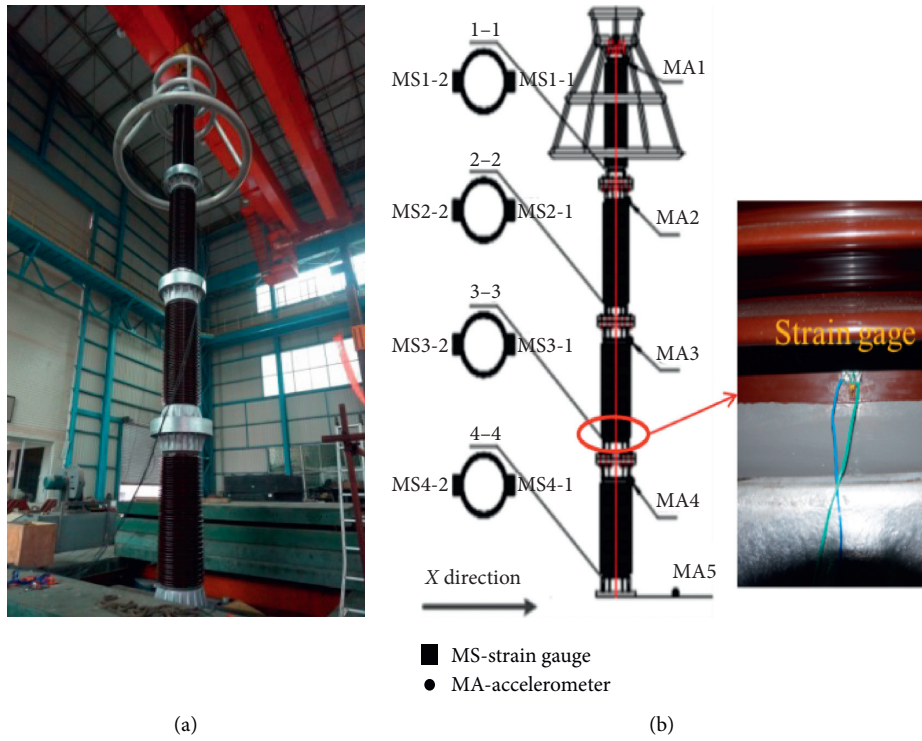 1–1
MS1-2
MS1-1
MA1
2–2
MS2-2
MS2-1
MA2
3–3
MS3-2
MS3-1
MA3
Strain gage
4–4
MS4-2
MS4-1
MA4
X direction
MA5
MS-strain gauge
MA-accelerometer
(a)
(b)